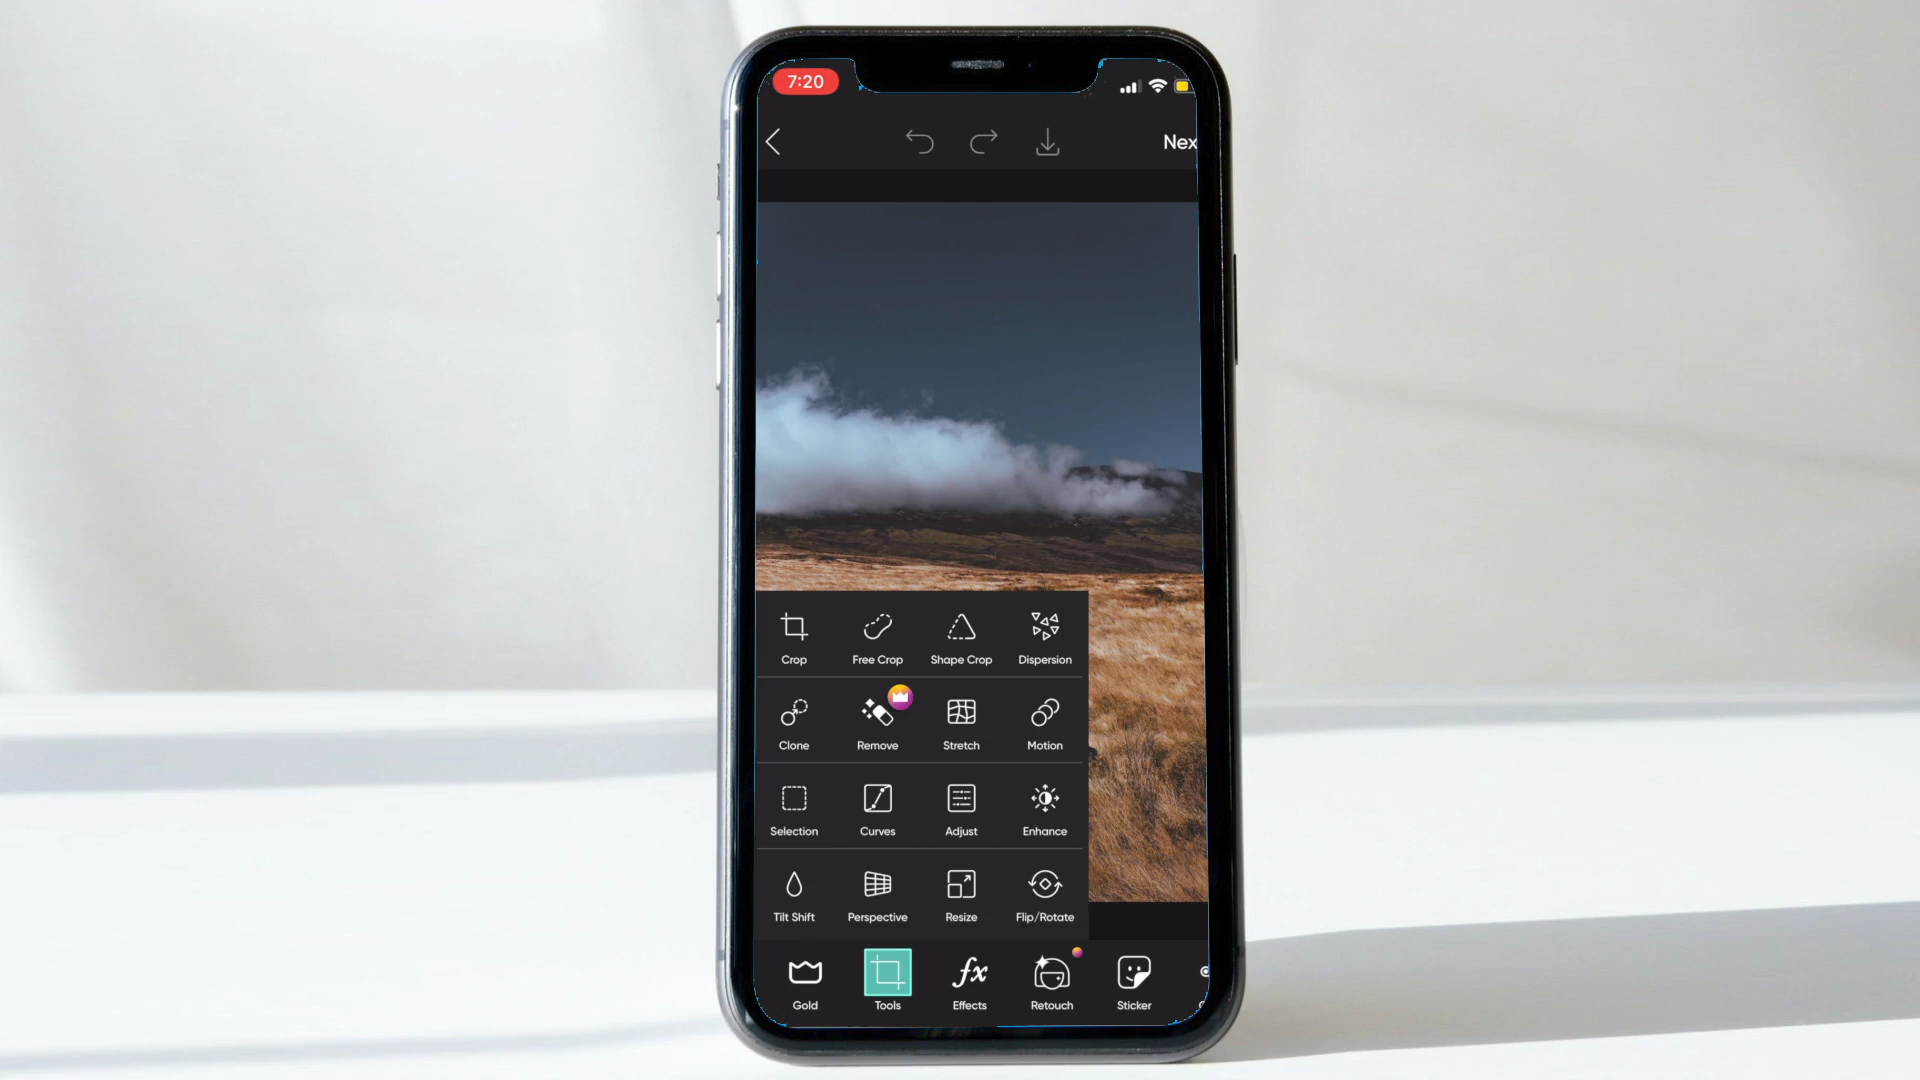 7:20
Nex
Crop Free Crop Shape Crop Dispersion
Clone Remove Stretch Motion
Selection Curves Adjust Enhance
Tilt Shift Perspective Resize Flip/Rotate
fx
Gold Tools Effects Retouch Sticker